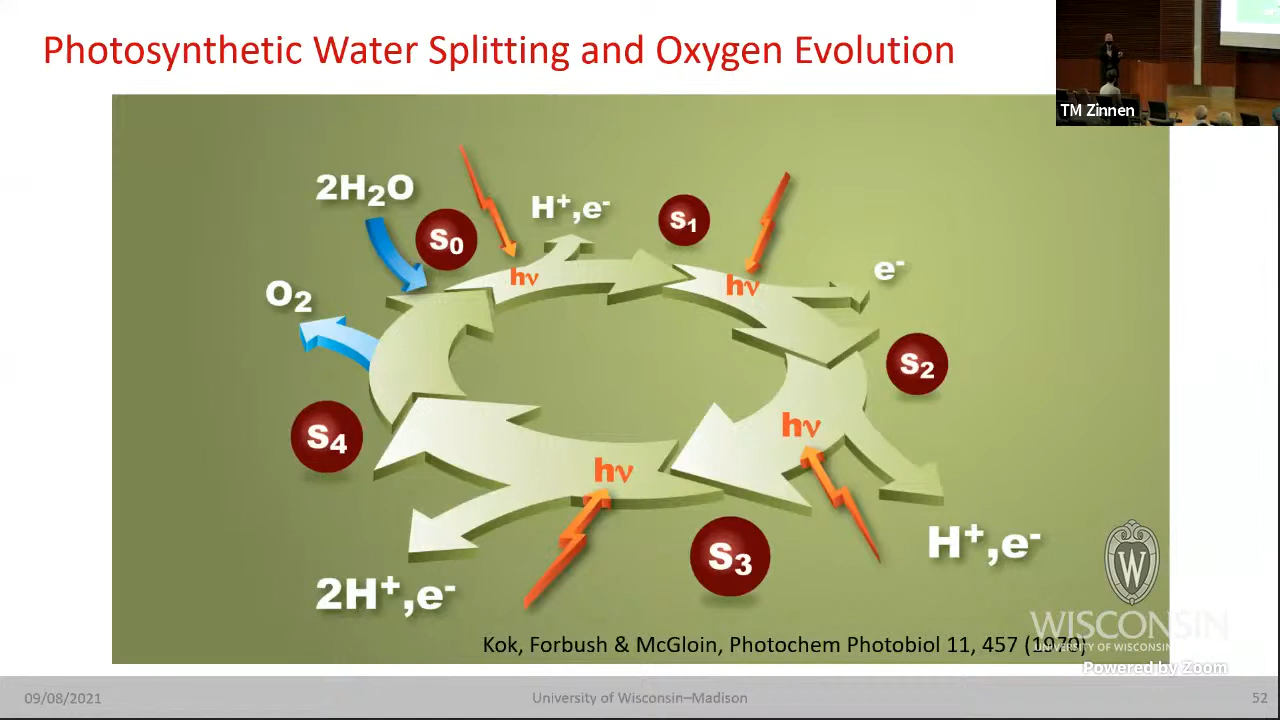 Photosynthetic Water Splitting and Oxygen Evolution
TM Zinnen
2H₂O
S₀
hν
H⁺,e⁻
S₁
hν
e⁻
O₂
S₂
hν
S₄
hν
S₃
H⁺,e⁻
2H⁺,e⁻
W
WISCONSIN
UNIVERSITY OF WISCONSIN
Kok, Forbush & McGloin, Photochem Photobiol 11, 457 (1970)
Powered by Zoom
09/08/2021
University of Wisconsin–Madison
52